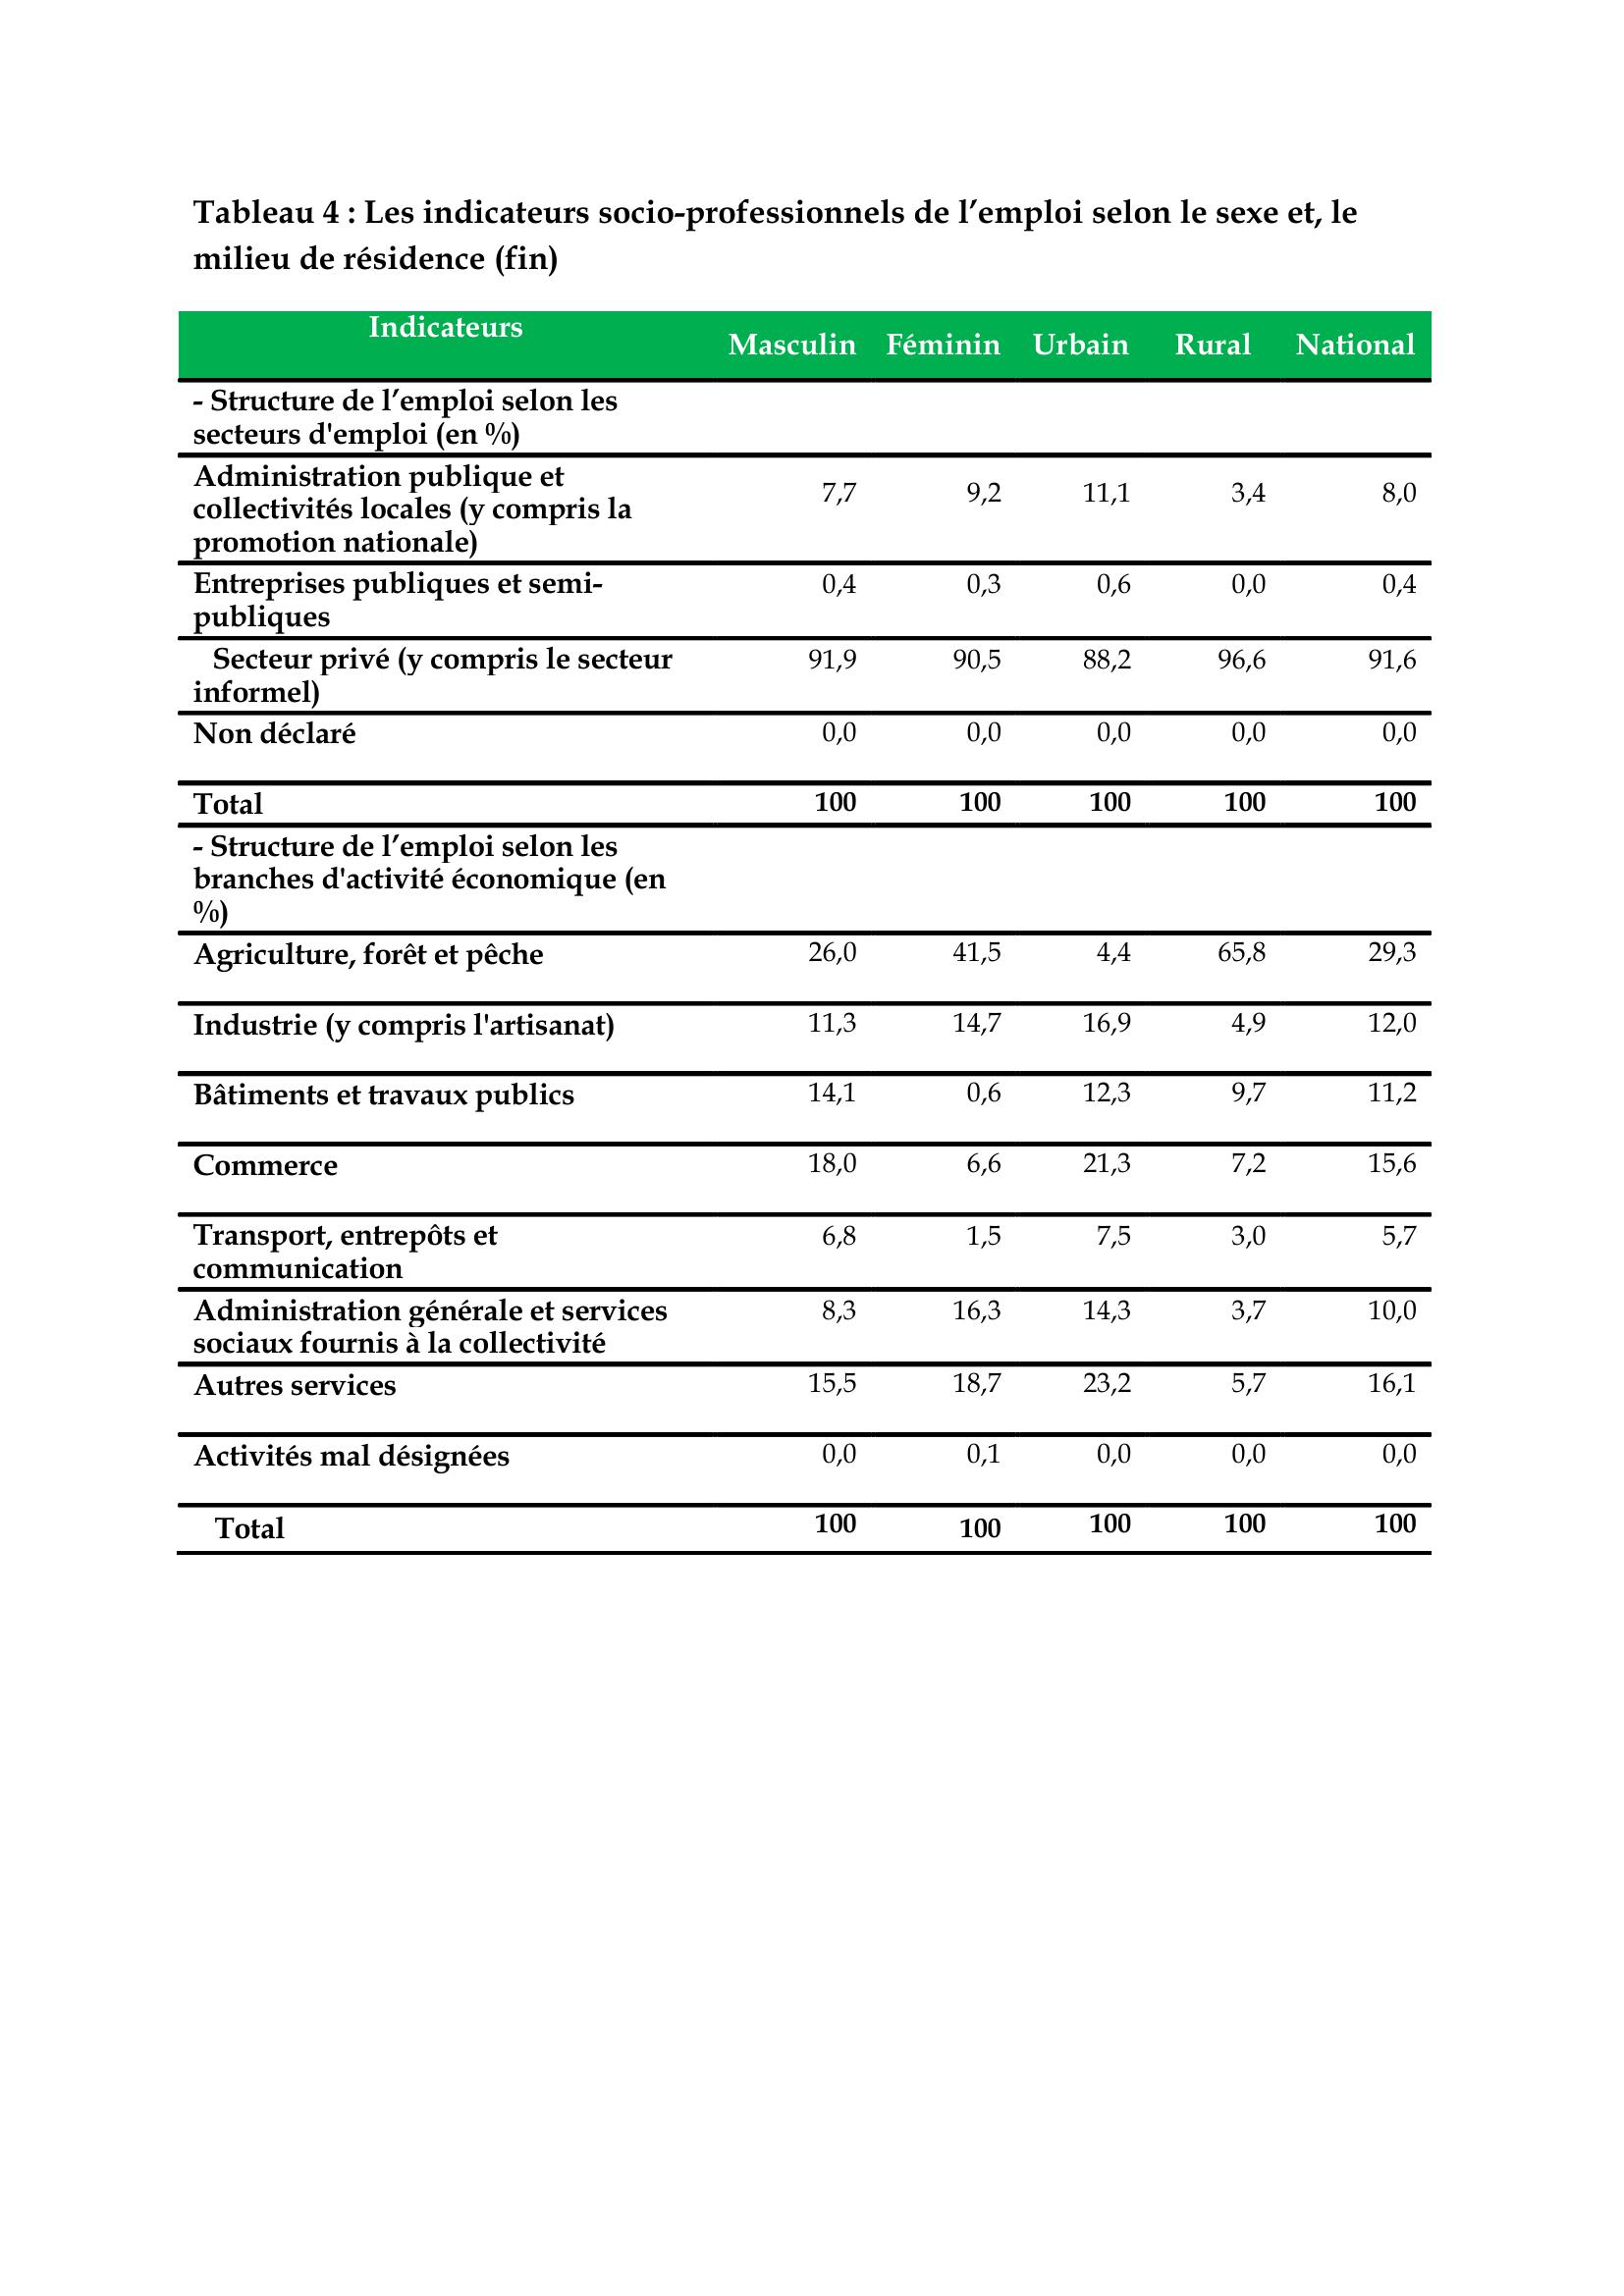 Tableau 4 : Les indicateurs socio-professionnels de l’emploi selon le sexe et, le
milieu de résidence (fin)
Indicateurs Masculin Féminin Urbain Rural National
- Structure de l’emploi selon les
secteurs d'emploi (en %)
Administration publique et
collectivités locales (y compris la
promotion nationale) 7,7 9,2 11,1 3,4 8,0
Entreprises publiques et semi- 0,4 0,3 0,6 0,0 0,4
publiques
Secteur privé (y compris le secteur 91,9 90,5 88,2 96,6 91,6
informel)
Non déclaré 0,0 0,0 0,0 0,0 0,0
Total 100 100 100 100 100
- Structure de l’emploi selon les
branches d'activité économique (en
%)
Agriculture, forêt et pêche 26,0 41,5 4,4 65,8 29,3
Industrie (y compris l'artisanat) 11,3 14,7 16,9 4,9 12,0
Bâtiments et travaux publics 14,1 0,6 12,3 9,7 11,2
Commerce 18,0 6,6 21,3 7,2 15,6
Transport, entrepôts et 6,8 1,5 7,5 3,0 5,7
communication
Administration générale et services 8,3 16,3 14,3 3,7 10,0
sociaux fournis à la collectivité
Autres services 15,5 18,7 23,2 5,7 16,1
Activités mal désignées 0,0 0,1 0,0 0,0 0,0
Total 100 100 100 100 100